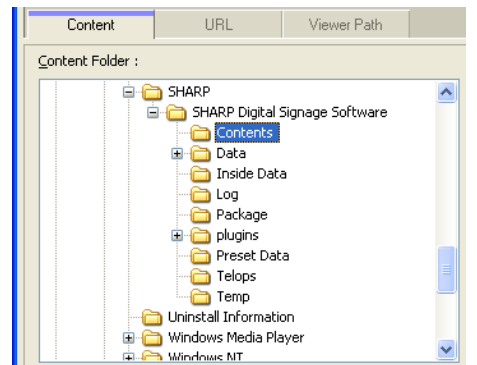 Content URL Viewer Path
Content Folder :
SHARP
SHARP Digital Signage Software
Contents
Data
Inside Data
Log
Package
plugins
Preset Data
Telops
Temp
Uninstall Information
Windows Media Player
Windows NT